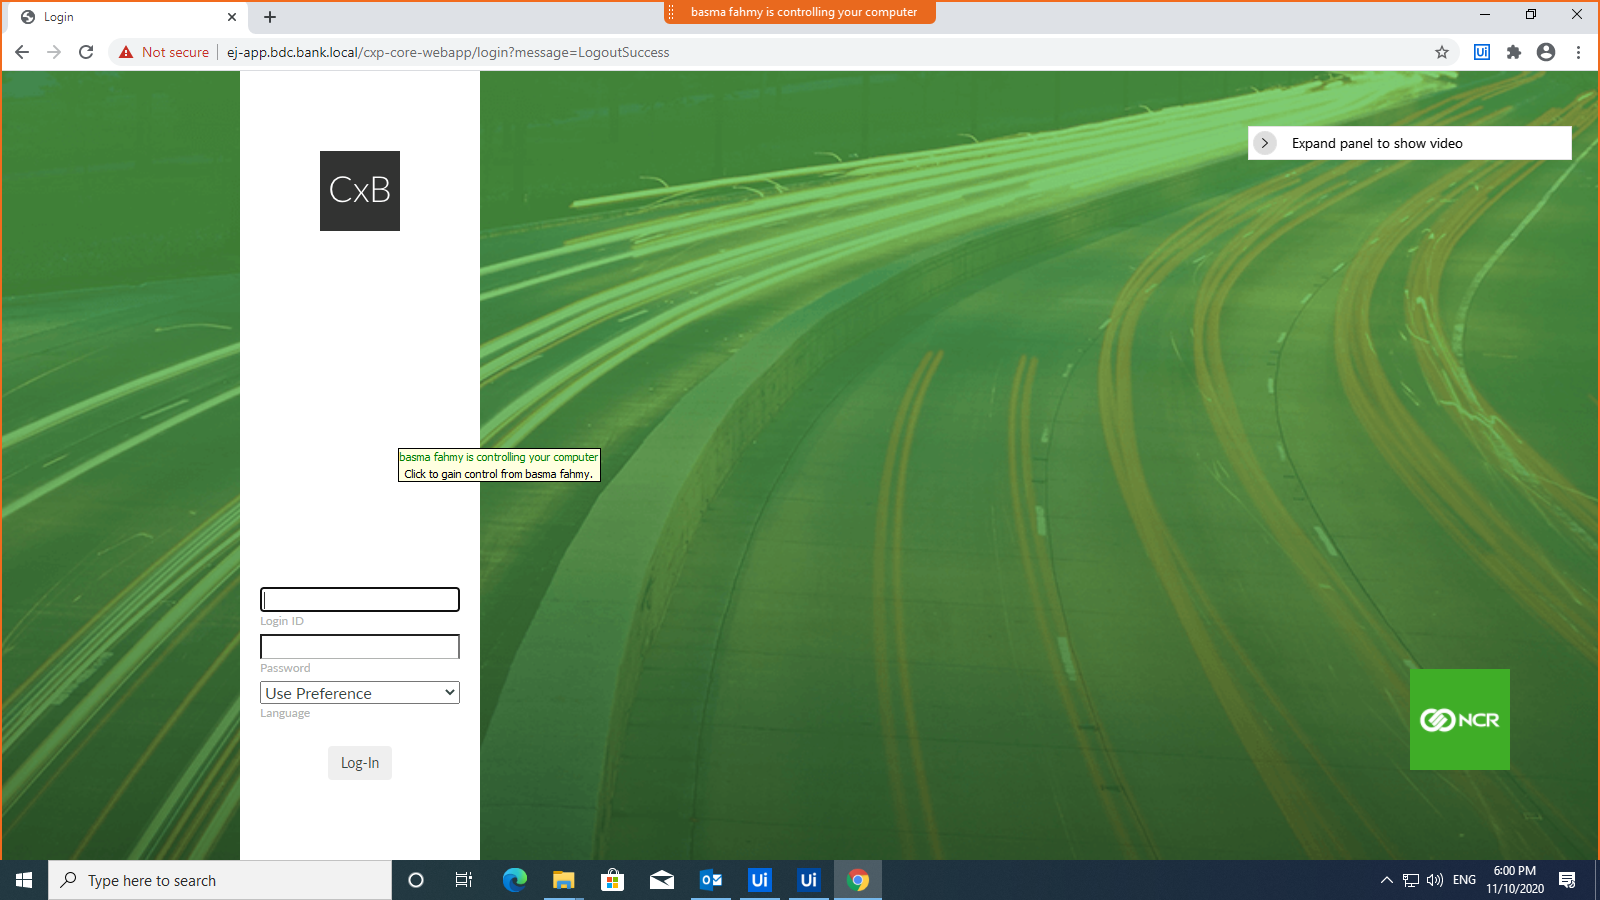 basma fahmy is controlling your computer
Login
Not secure
ej-app.bdc.bank.local/cxp-core-webapp/login?message=LogoutSuccess
Ui
Expand panel to show video
CxB
basma fahmy is controlling your computer
Click to gain control from basma fahmy.
Login ID
Password
Use Preference
Language
Log-In
NCR
Type here to search
Ui
Ui
ENG
6:00 PM
11/10/2020